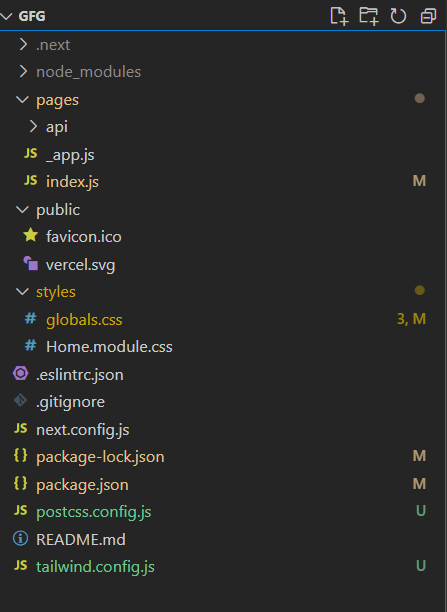 GFG
.next
node_modules
pages
api
JS _app.js
JS index.js M
public
favicon.ico
vercel.svg
styles
# globals.css 3, M
# Home.module.css
.eslintrc.json
.gitignore
JS next.config.js
{} package-lock.json M
{} package.json M
JS postcss.config.js U
README.md
JS tailwind.config.js U